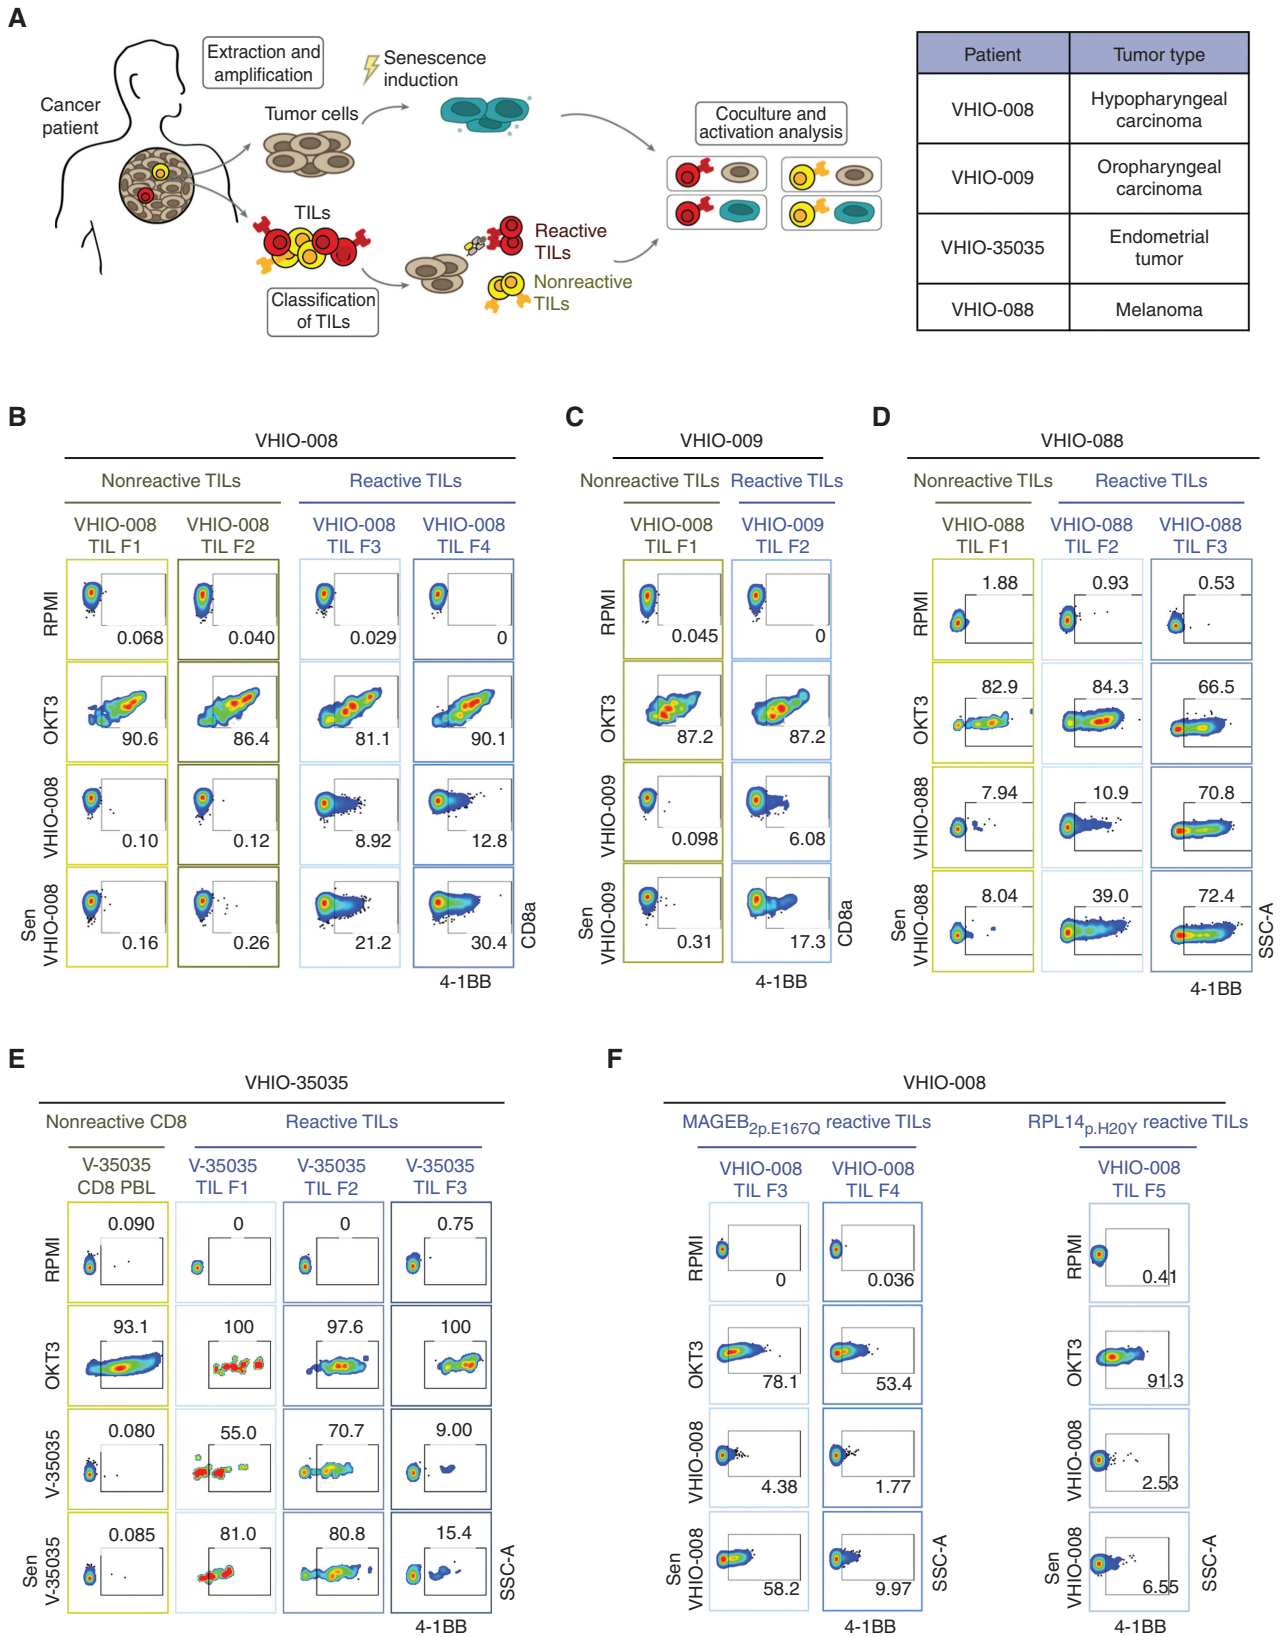 A
Extraction and
amplification
Senescence
induction
Cancer
patient
Tumor cells
TILs
Classification
of TILs
Reactive
TILs
Nonreactive
TILs
Coculture and
activation analysis
Patient Tumor type
VHIO-008 Hypopharyngeal
carcinoma
VHIO-009 Oropharyngeal
carcinoma
VHIO-35035 Endometrial
tumor
VHIO-088 Melanoma
B
VHIO-008
Nonreactive TILs Reactive TILs
VHIO-008 VHIO-008 VHIO-008 VHIO-008
TIL F1 TIL F2 TIL F3 TIL F4
RPMI 0.068 0.040 0.029 0
OKT3 90.6 86.4 81.1 90.1
VHIO-008 0.10 0.12 8.92 12.8
Sen
VHIO-008 0.16 0.26 21.2 30.4
CD8a
4-1BB
C
VHIO-009
Nonreactive TILs Reactive TILs
VHIO-008 VHIO-009
TIL F1 TIL F2
RPMI 0.045 0
OKT3 87.2 87.2
VHIO-009 0.098 6.08
Sen
VHIO-009 0.31 17.3
CD8a
4-1BB
D
VHIO-088
Nonreactive TILs Reactive TILs
VHIO-088 VHIO-088 VHIO-088
TIL F1 TIL F2 TIL F3
RPMI 1.88 0.93 0.53
OKT3 82.9 84.3 66.5
VHIO-088 7.94 10.9 70.8
Sen
VHIO-088 8.04 39.0 72.4
SSC-A
4-1BB
E
VHIO-35035
Nonreactive CD8 Reactive TILs
V-35035 V-35035 V-35035 V-35035
CD8 PBL TIL F1 TIL F2 TIL F3
RPMI 0.090 0 0 0.75
OKT3 93.1 100 97.6 100
V-35035 0.080 55.0 70.7 9.00
Sen
V-35035 0.085 81.0 80.8 15.4
SSC-A
4-1BB
F
VHIO-008
MAGEB2p.E167Q reactive TILs RPL14p.H20Y reactive TILs
VHIO-008 VHIO-008 VHIO-008
TIL F3 TIL F4 TIL F5
RPMI 0 0.036 RPMI 0.41
OKT3 78.1 53.4 OKT3 91.3
VHIO-008 4.38 1.77 VHIO-008 2.53
Sen
VHIO-008 58.2 9.97 SSC-A Sen
VHIO-008 6.55 SSC-A
4-1BB 4-1BB